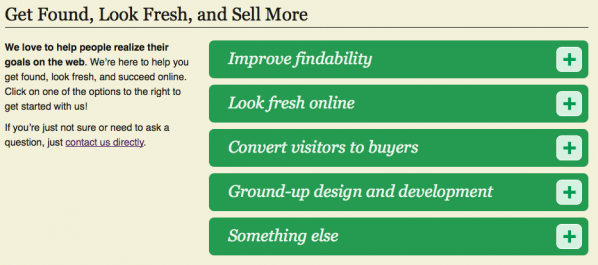 Get Found, Look Fresh, and Sell More
We love to help people realize their
goals on the web. We're here to help you
get found, look fresh, and succeed online.
Click on one of the options to the right to
get started with us!
If you're just not sure or need to ask a
question, just contact us directly.
Improve findability
Look fresh online
Convert visitors to buyers
Ground-up design and development
Something else